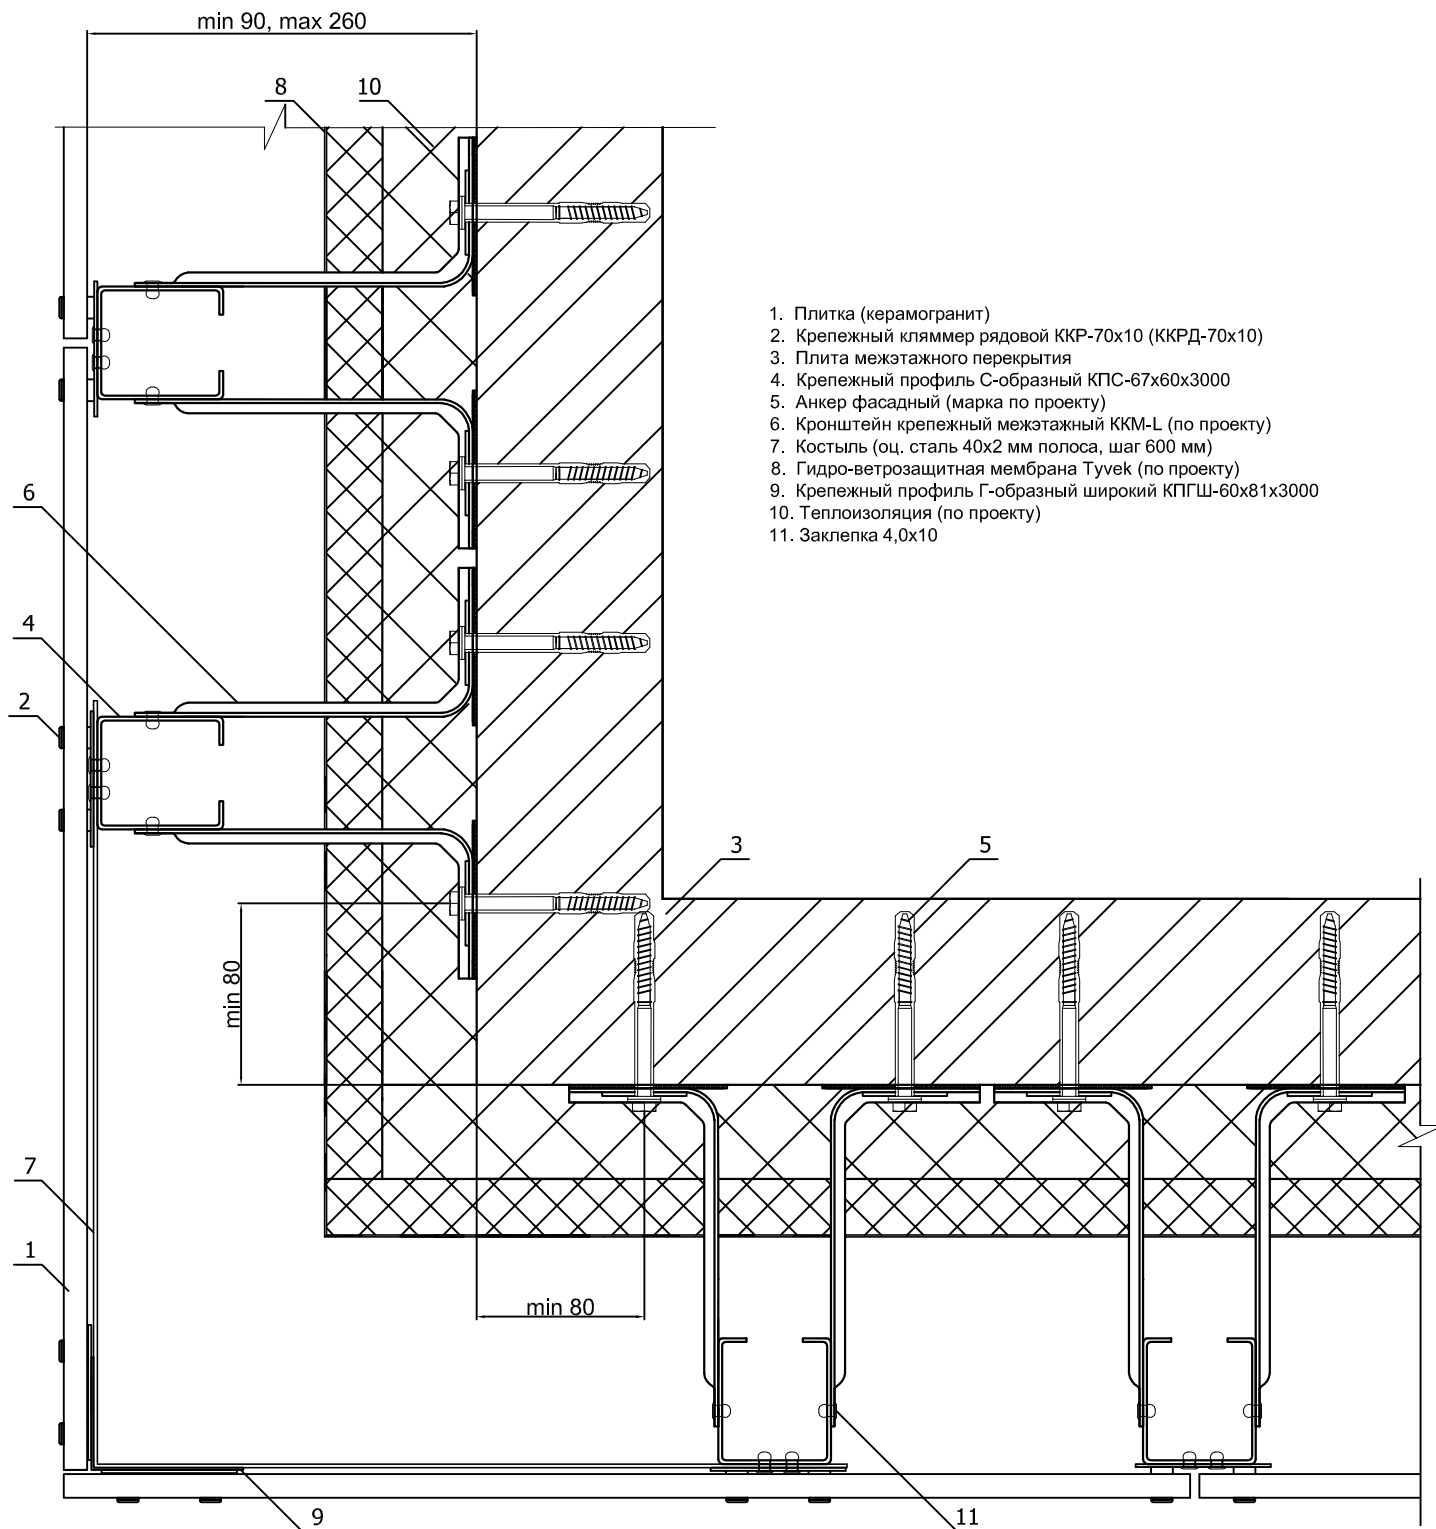 min 90, max 260
8
10
1. Плитка (керамогранит)
2. Крепежный кляммер рядовой ККР-70х10 (ККРД-70х10)
3. Плита межэтажного перекрытия
4. Крепежный профиль С-образный КПС-67х60х3000
5. Анкер фасадный (марка по проекту)
6. Кронштейн крепежный межэтажный ККМ-L (по проекту)
7. Костыль (оц. сталь 40х2 мм полоса, шаг 600 мм)
8. Гидро-ветрозащитная мембрана Tyvek (по проекту)
9. Крепежный профиль Г-образный широкий КПГШ-60х81х3000
10. Теплоизоляция (по проекту)
11. Заклепка 4,0х10
6
4
2
3
5
min 80
7
1
min 80
9
11